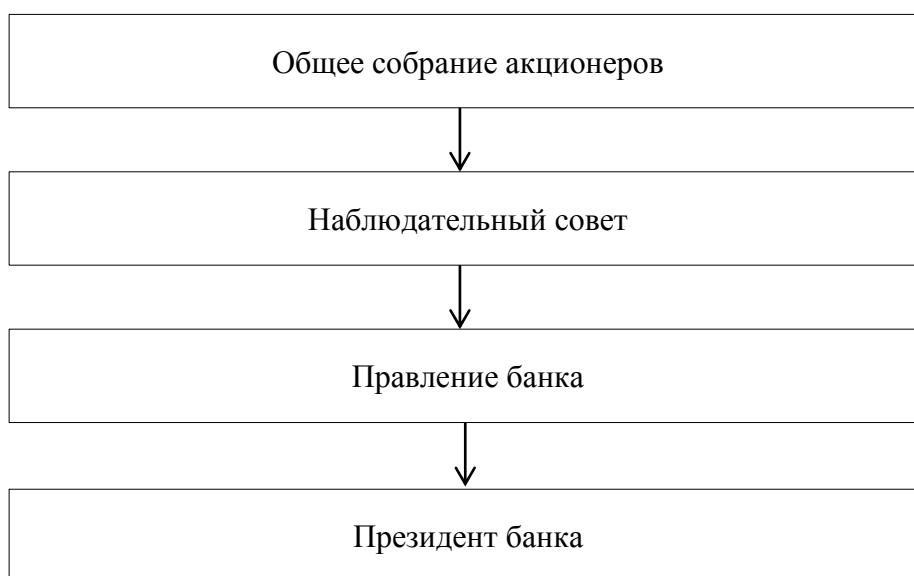 Общее собрание акционеров
Наблюдательный совет
Правление банка
Президент банка